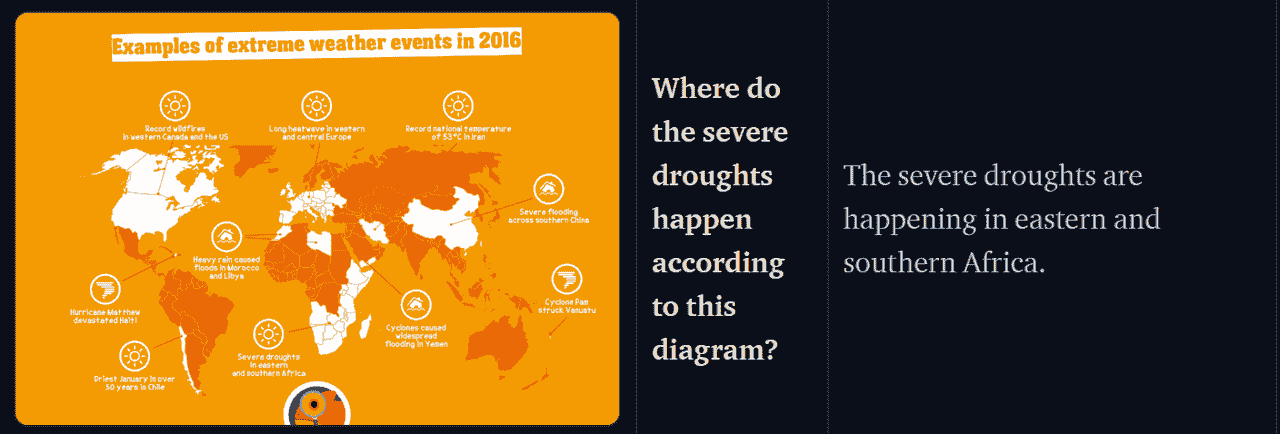 Examples of extreme weather events in 2016
Record wildfires
in western Canada and the US
Long heatwave in western
and central Europe
Record national temperature
of 53°C in Iran
Severe flooding
across southern China
Heavy rain caused
floods in Morocco
and Libya
Hurricane Matthew
devastated Haiti
Cyclones caused
widespread
flooding in Yemen
Cyclone Pam
struck Vanuatu
Severe droughts
in eastern
and southern Africa
Driest January in over
50 years in Chile
Where do
the severe
droughts
happen
according
to this
diagram?
The severe droughts are
happening in eastern and
southern Africa.